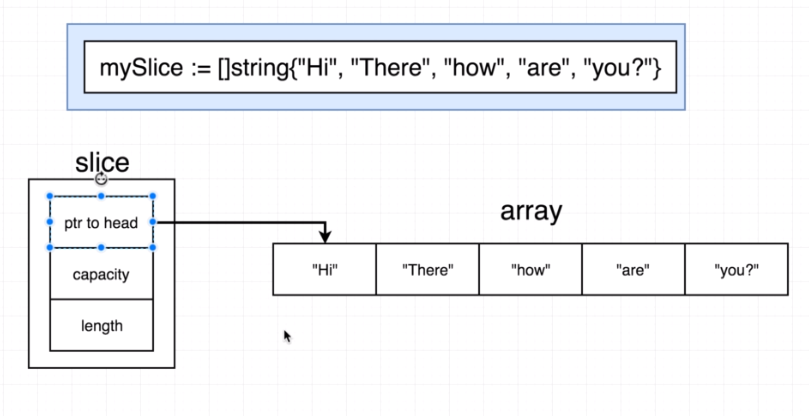 mySlice := []string{"Hi", "There", "how", "are", "you?"}
slice
ptr to head
capacity
length
array
"Hi" "There" "how" "are" "you?"